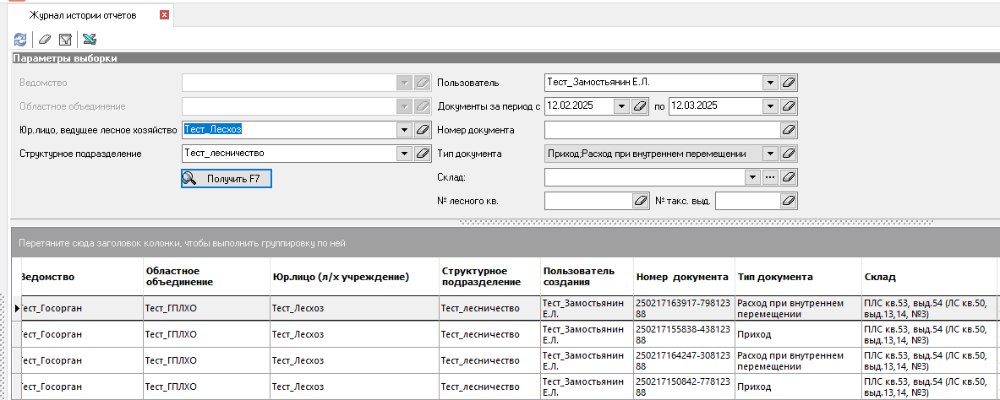 Журнал истории отчетов
Параметры выборки
Ведомство
Пользователь
Тест_Замостьянин Е.Л.
Областное объединение
Документы за период с
12.02.2025
по
12.03.2025
Юр.лицо, ведущее лесное хозяйство
Тест_Лесхоз
Номер документа
Структурное подразделение
Тест_лесничество
Тип документа
Приход;Расход при внутреннем перемещении
Получить F7
Склад:
№ лесного кв.
№ такс. выд.
Перетяните сюда заголовок колонки, чтобы выполнить группировку по ней
Ведомство
Областное
объединение
Юр.лицо (л/х учреждение)
Структурное
подразделение
Пользователь
создания
Номер документа
Тип документа
Склад
Тест_Госорган
Тест_ГПЛХО
Тест_Лесхоз
Тест_лесничество
Тест_Замостьянин
Е.Л.
250217163917-798123
88
Расход при внутреннем
перемещении
ПЛС кв.53, выд.54 (ЛС кв.50,
выд.13,14, №3)
Тест_Госорган
Тест_ГПЛХО
Тест_Лесхоз
Тест_лесничество
Тест_Замостьянин
Е.Л.
250217155838-438123
88
Приход
ПЛС кв.53, выд.54 (ЛС кв.50,
выд.13,14, №3)
Тест_Госорган
Тест_ГПЛХО
Тест_Лесхоз
Тест_лесничество
Тест_Замостьянин
Е.Л.
250217164247-308123
88
Расход при внутреннем
перемещении
ПЛС кв.53, выд.54 (ЛС кв.50,
выд.13,14, №3)
Тест_Госорган
Тест_ГПЛХО
Тест_Лесхоз
Тест_лесничество
Тест_Замостьянин
Е.Л.
250217150842-778123
88
Приход
ПЛС кв.53, выд.54 (ЛС кв.50,
выд.13,14, №3)